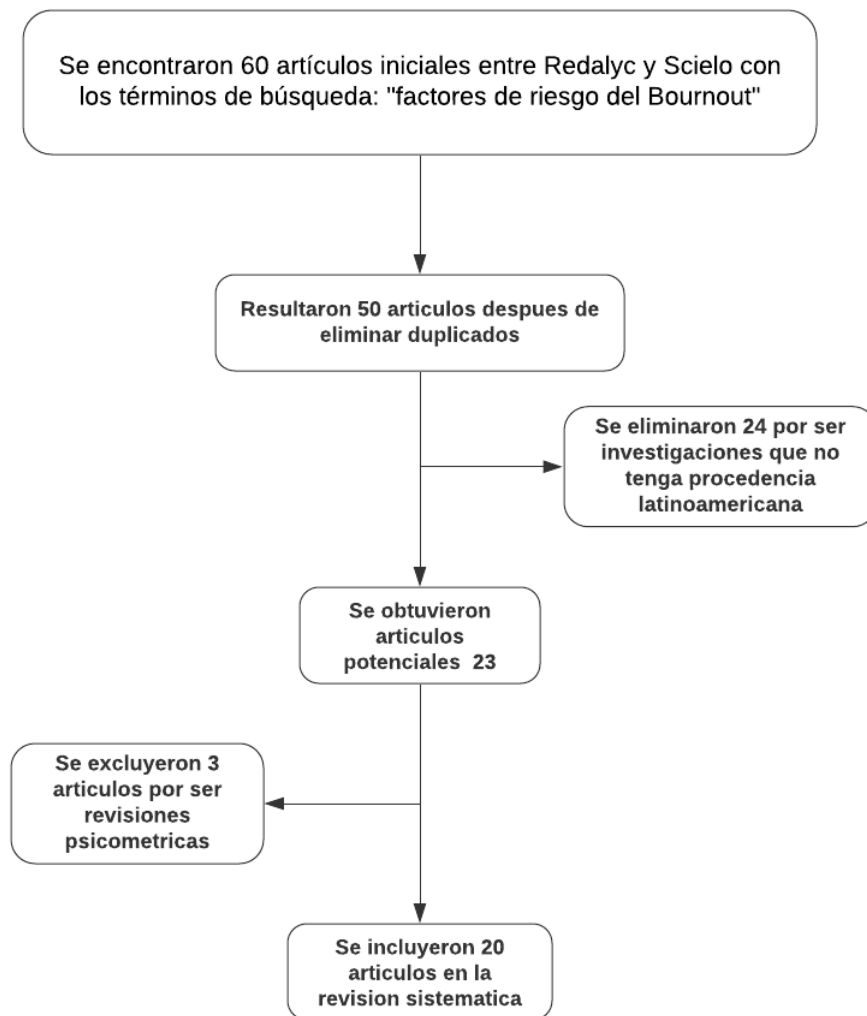 Se encontraron 60 artículos iniciales entre Redalyc y Scielo con
los términos de búsqueda: "factores de riesgo del Bournout"
Resultaron 50 articulos despues de
eliminar duplicados
Se eliminaron 24 por ser
investigaciones que no
tenga procedencia
latinoamericana
Se obtuvieron
articulos
potenciales 23
Se excluyeron 3
articulos por ser
revisiones
psicometricas
Se incluyeron 20
articulos en la
revision sistematica